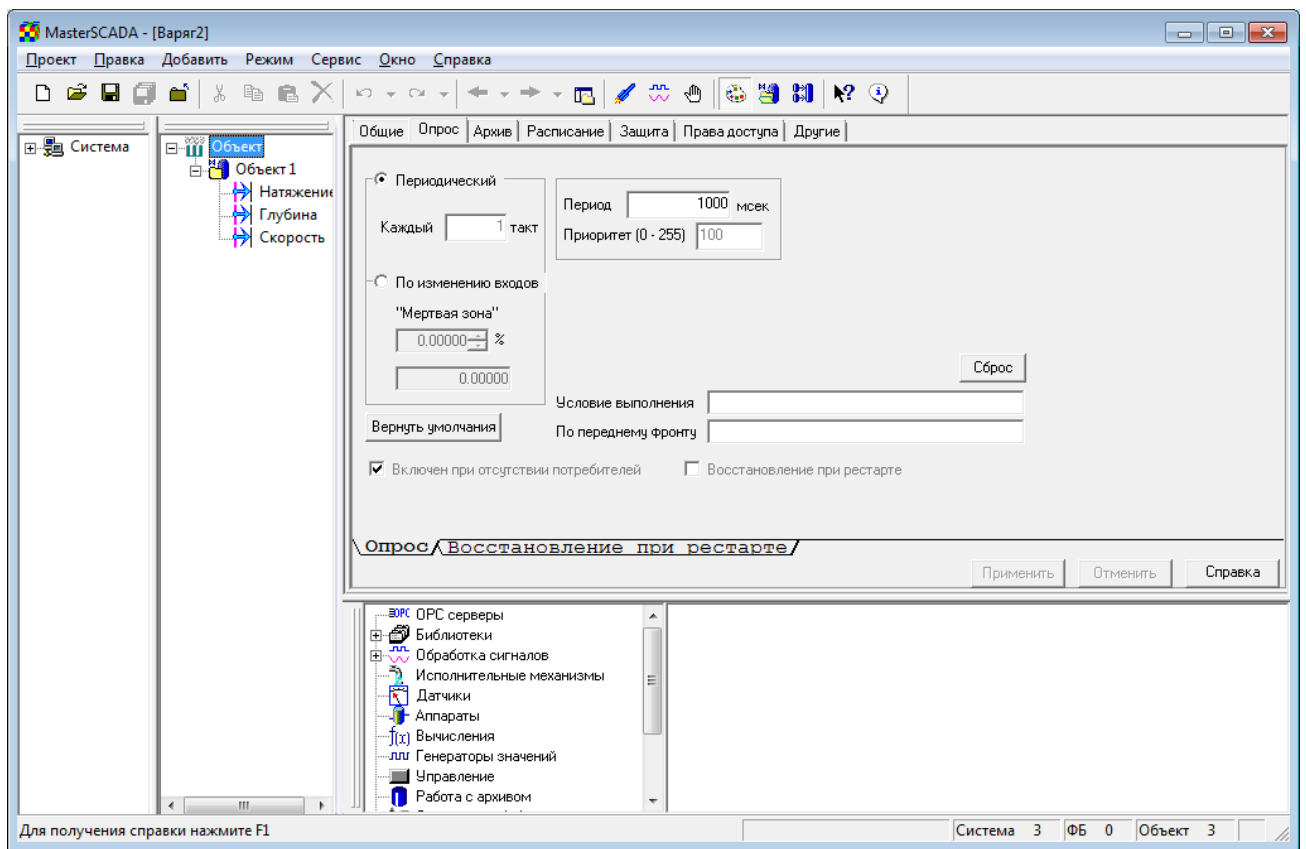 MasterSCADA - [Варяг2]
Проект Правка Добавить Режим Сервис Окно Справка
Система
Объект
Объект 1
Натяжение
Глубина
Скорость
Общие Опрос Архив Расписание Защита Права доступа Другие
Периодический
Каждый 1 такт
Период 1000 мсек
Приоритет (0 - 255) 100
По изменению входов
"Мертвая зона"
0.00000 %
0.00000
Сброс
Условие выполнения
Вернуть умолчания
По переднему фронту
Включен при отсутствии потребителей Восстановление при рестарте
Опрос Восстановление при рестарте
Применить Отменить Справка
OPC OPC серверы
Библиотеки
Обработка сигналов
Исполнительные механизмы
Датчики
Аппараты
f(x) Вычисления
Генераторы значений
Управление
Работа с архивом
Для получения справки нажмите F1
Система 3 ФБ 0 Объект 3